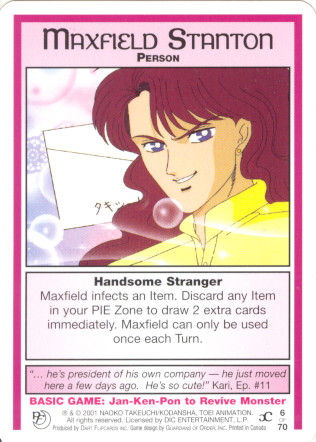 MAXFIELD STANTON
PERSON
タキ
Handsome Stranger
Maxfield infects an Item. Discard any Item
in your PIE Zone to draw 2 extra cards
immediately. Maxfield can only be used
once each Turn.
“... he's president of his own company — he just moved
here a few days ago. He's so cute!” Kari, Ep. #11
BASIC GAME: Jan-Ken-Pon to Revive Monster
® & © 2001 NAOKO TAKEUCHI/KODANSHA, TOEI ANIMATION.
All rights reserved. Licensed by DIC ENTERTAINMENT, L.P.
Produced by DART FLIPCARDS INC. Game design by GUARDIANS OF ORDER, INC. Printed in Canada
C
6
OF
70